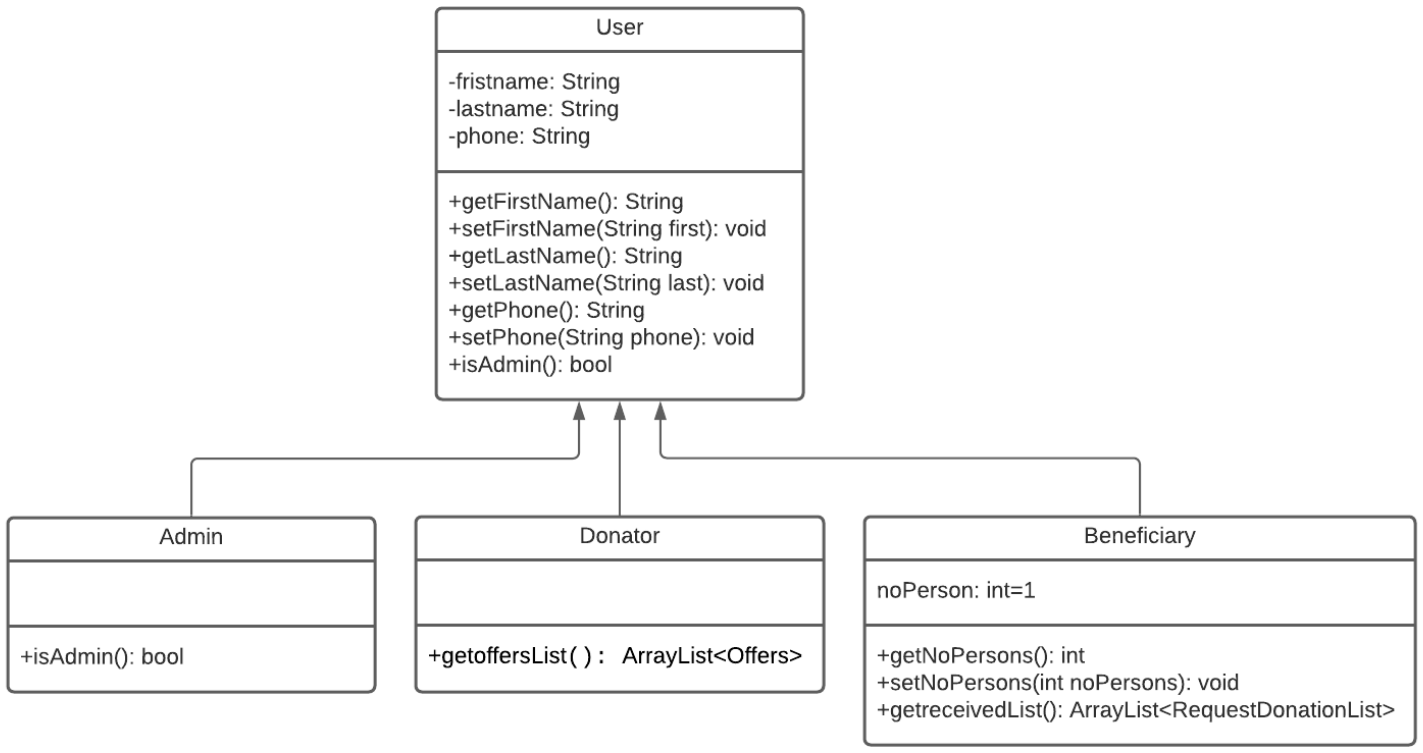 User
-fristname: String
-lastname: String
-phone: String
+getFirstName(): String
+setFirstName(String first): void
+getLastName(): String
+setLastName(String last): void
+getPhone(): String
+setPhone(String phone): void
+isAdmin(): bool
Admin
+isAdmin(): bool
Donator
+getoffersList(): ArrayList<Offers>
Beneficiary
noPerson: int=1
+getNoPersons(): int
+setNoPersons(int noPersons): void
+getreceivedList(): ArrayList<RequestDonationList>